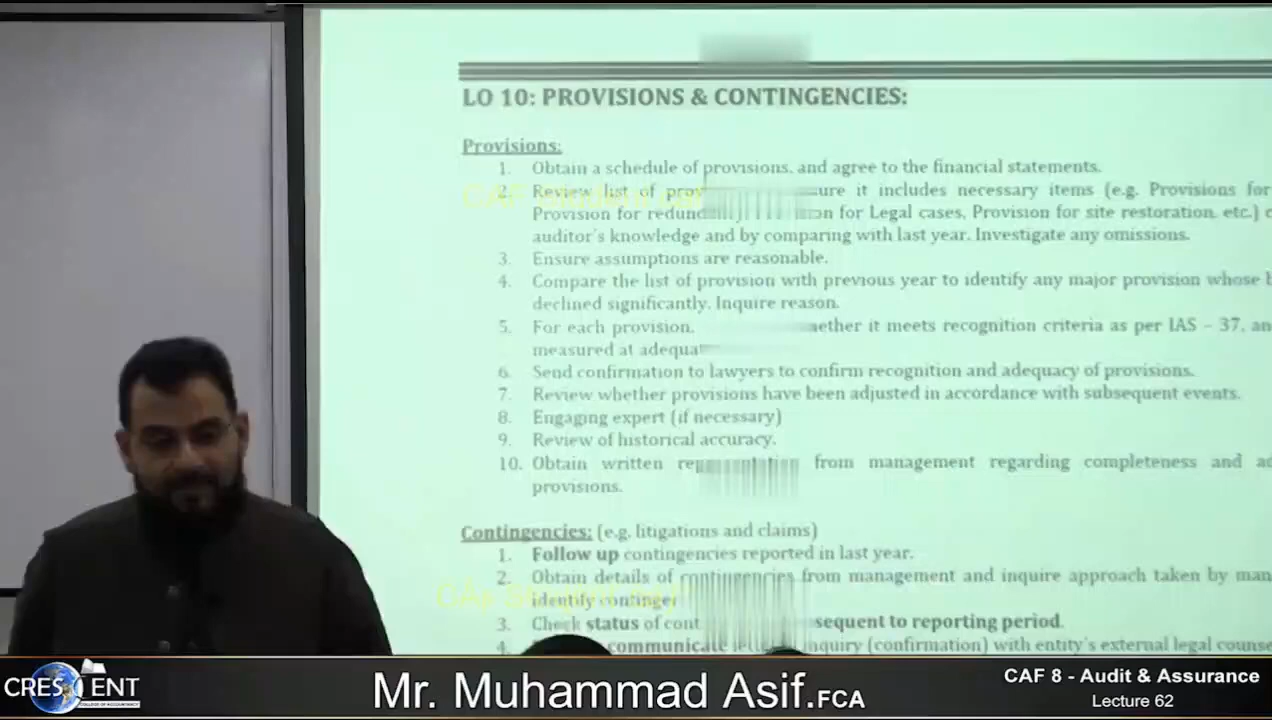 LO 10: PROVISIONS & CONTINGENCIES:
Provisions:
1. Obtain a schedule of provisions, and agree to the financial statements.
2. Review list of it includes necessary items (e.g. Provisions for
Provision for for Legal cases, Provision for site restoration, etc.)
auditor's knowledge and by comparing with last year. Investigate any omissions.
3. Ensure assumptions are reasonable.
4. Compare the list of provision with previous year to identify any major provision whose
declined significantly. Inquire reason.
5. For each provision, it meets recognition criteria as per IAS – 37,
measured at
6. Send confirmation to lawyers to confirm recognition and adequacy of provisions.
7. Review whether provisions have been adjusted in accordance with subsequent events.
8. Engaging expert (if necessary)
9. Review of historical accuracy.
10. Obtain written from management regarding completeness and
provisions.
Contingencies: (e.g. litigations and claims)
1. Follow up contingencies reported in last year.
2. Obtain details of contingencies from management and inquire approach taken by
identify
3. Check status of to reporting period.
4. communicate (confirmation) with entity's external legal
CRESCENT
COLLEGE OF ACCOUNTANCY
Mr. Muhammad Asif.FCA
CAF 8 - Audit & Assurance
Lecture 62